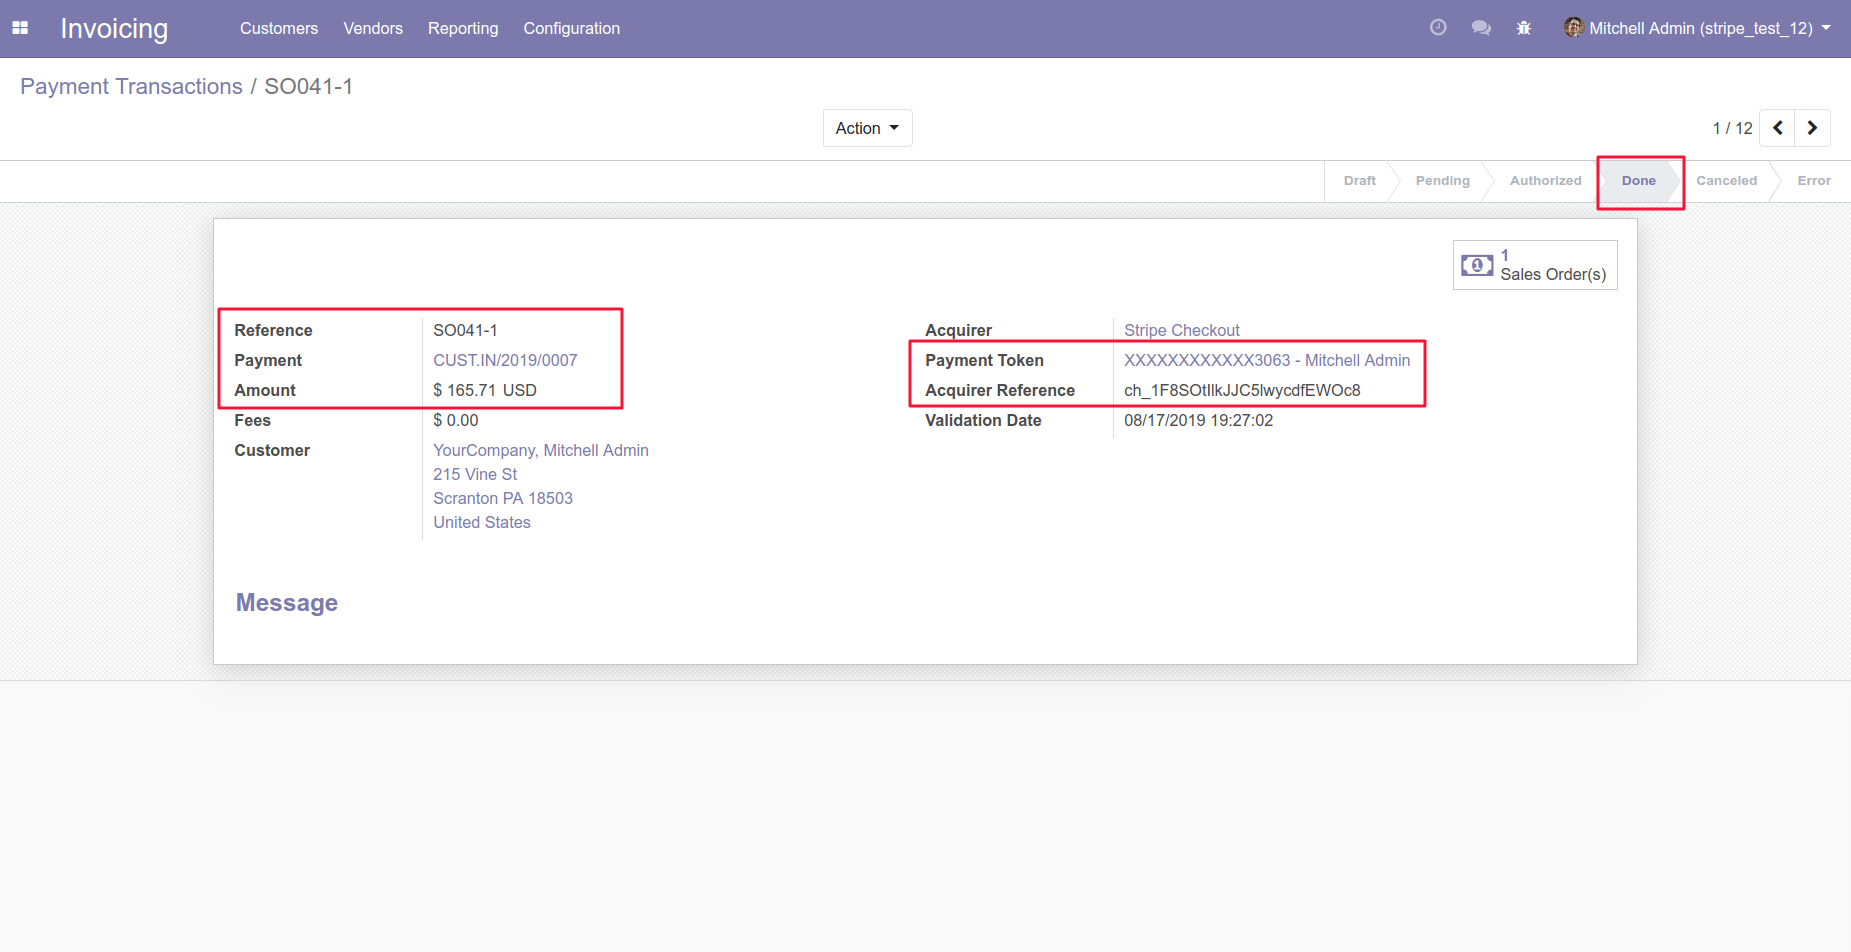 Invoicing Customers Vendors Reporting Configuration Mitchell Admin (stripe_test_12)
Payment Transactions / SO041-1
Action 1 / 12
Draft Pending Authorized Done Canceled Error
1
Sales Order(s)
Reference SO041-1
Payment CUST.IN/2019/0007
Amount $ 165.71 USD
Fees $ 0.00
Customer YourCompany, Mitchell Admin
215 Vine St
Scranton PA 18503
United States
Acquirer Stripe Checkout
Payment Token XXXXXXXXXXXX3063 - Mitchell Admin
Acquirer Reference ch_1F8SOtIlkJJC5lwycdfEWOc8
Validation Date 08/17/2019 19:27:02
Message